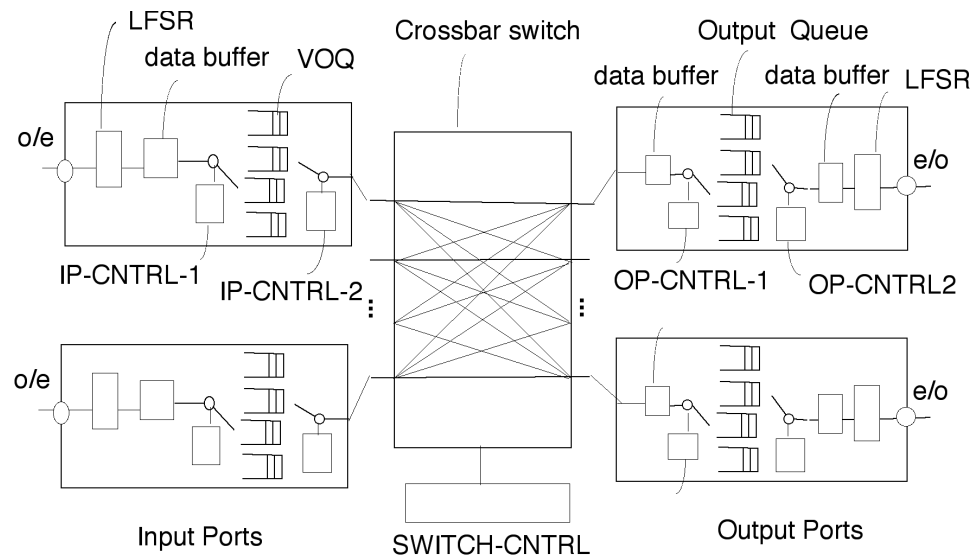 LFSR
data buffer
VOQ
Crossbar switch
Output Queue
data buffer
data buffer
LFSR
o/e
e/o
IP-CNTRL-1
IP-CNTRL-2
OP-CNTRL-1
OP-CNTRL2
...
...
o/e
e/o
Input Ports
SWITCH-CNTRL
Output Ports